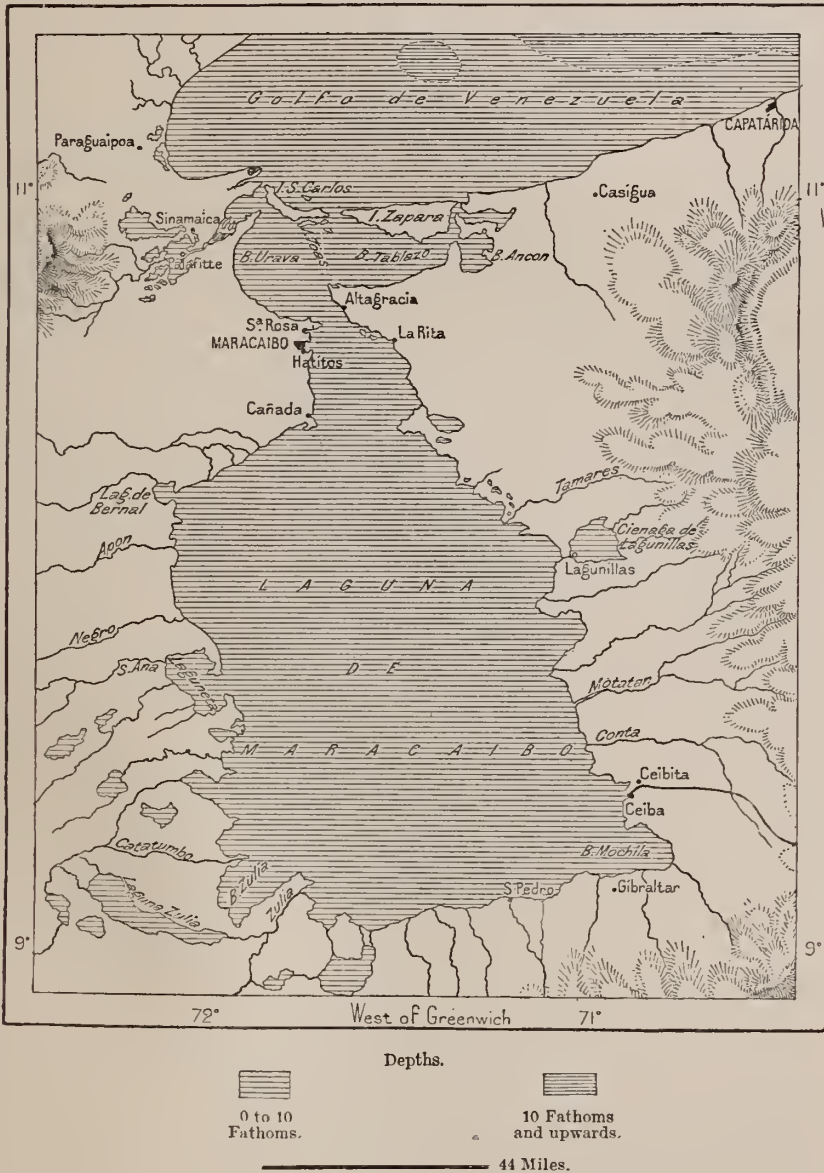 Golfo de Venezuela
CAPATÁRIDA
Paraguaipoa
11°
11°
I.S.Carlos
Casigua
Sinamaica
I. Zapara
Lafitte
B.Urava
B.Tablazo
B.Ancon
Altagracia
Sª Rosa
La Rita
MARACAIBO
Hatitos
Cañada
Tamares
Lag. de
Bernal
Cienaga de
Lagunillas
Apon
Lagunillas
LAGUNA
Negro
S. Ana
Laguneta
DE
Motatan
Conta
MARACAIBO
Ceibita
Ceiba
Catatumbo
B. Mochila
B. Zulia
Zulia
Laguna Zulia
S. Pedro
Gibraltar
9°
9°
72°
West of Greenwich
71°
Depths.
0 to 10
Fathoms.
10 Fathoms
and upwards.
44 Miles.